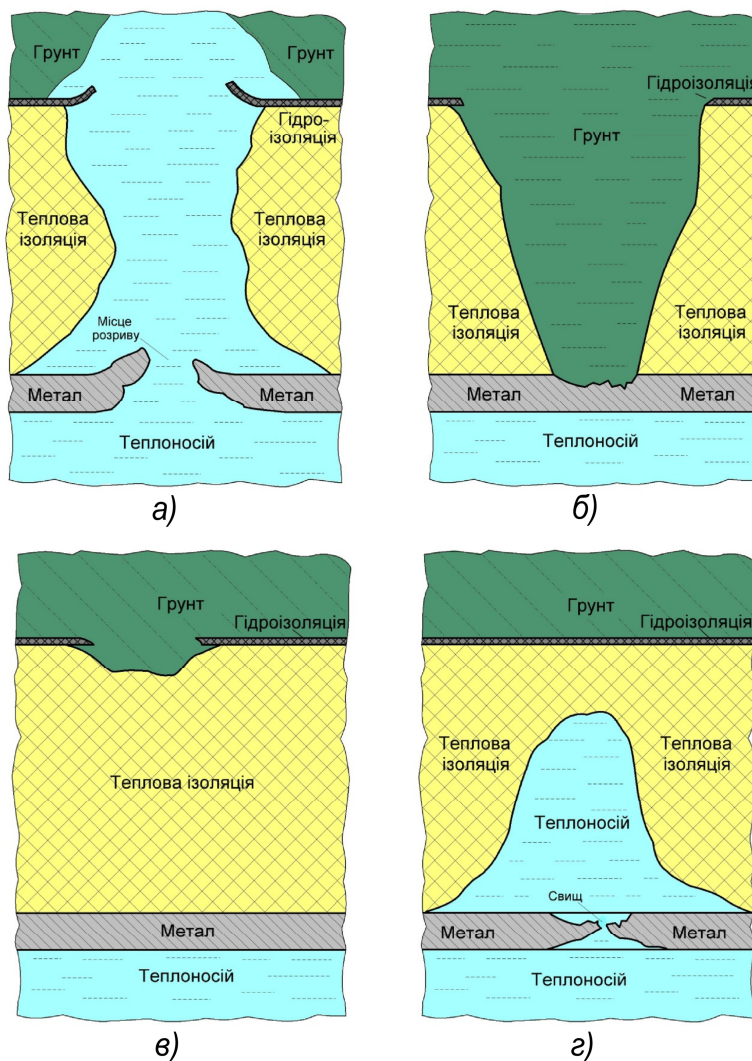 Грунт
Грунт
Гідро-
ізоляція
Теплова
ізоляція
Теплова
ізоляція
Місце
розриву
Метал
Метал
Теплоносій
а)
Гідроізоляція
Грунт
Теплова
ізоляція
Теплова
ізоляція
Метал
Метал
Теплоносій
б)
Грунт
Гідроізоляція
Теплова ізоляція
Метал
Теплоносій
в)
Грунт
Гідроізоляція
Теплова
ізоляція
Теплова
ізоляція
Теплоносій
Свищ
Метал
Метал
Теплоносій
г)